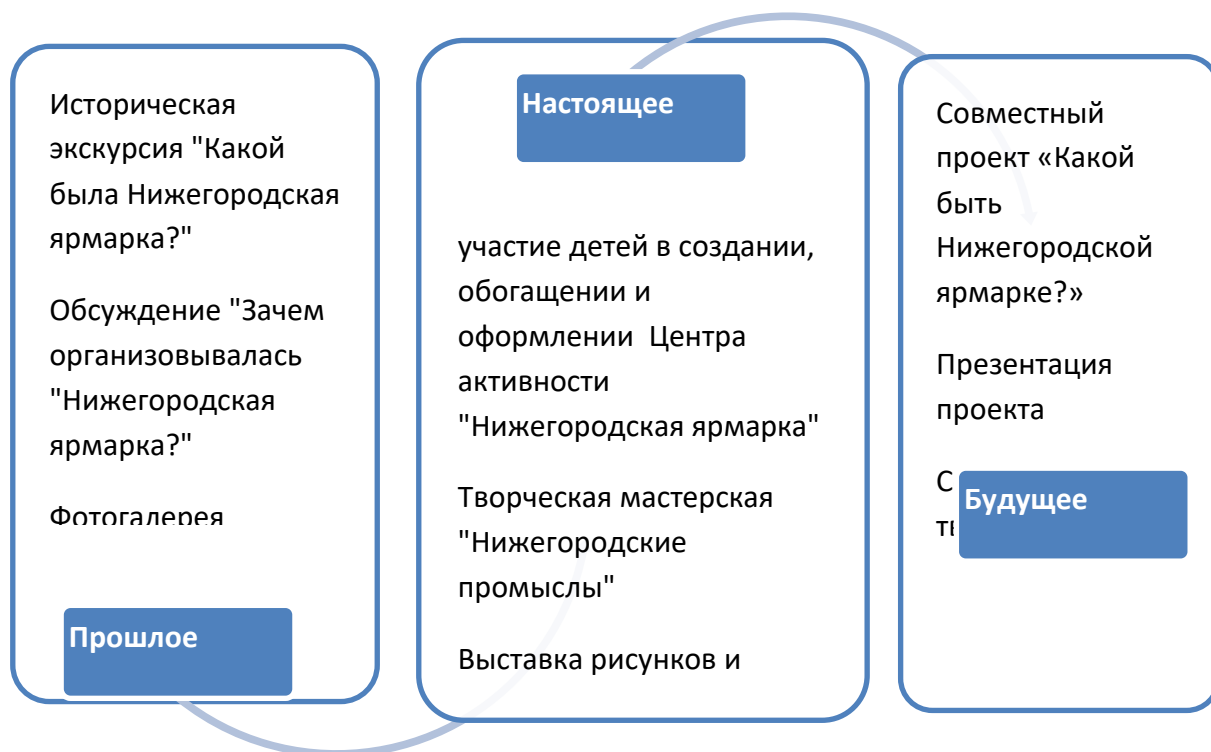 Историческая
экскурсия "Какой
была Нижегородская
ярмарка?"
Обсуждение "Зачем
организовывалась
"Нижегородская
ярмарка?"
Фотогалерея
Прошлое
Настоящее
участие детей в создании,
обогащении и
оформлении Центра
активности
"Нижегородская ярмарка"
Творческая мастерская
"Нижегородские
промыслы"
Выставка рисунков и
Совместный
проект «Какой
быть
Нижегородской
ярмарке?»
Презентация
проекта
Будущее